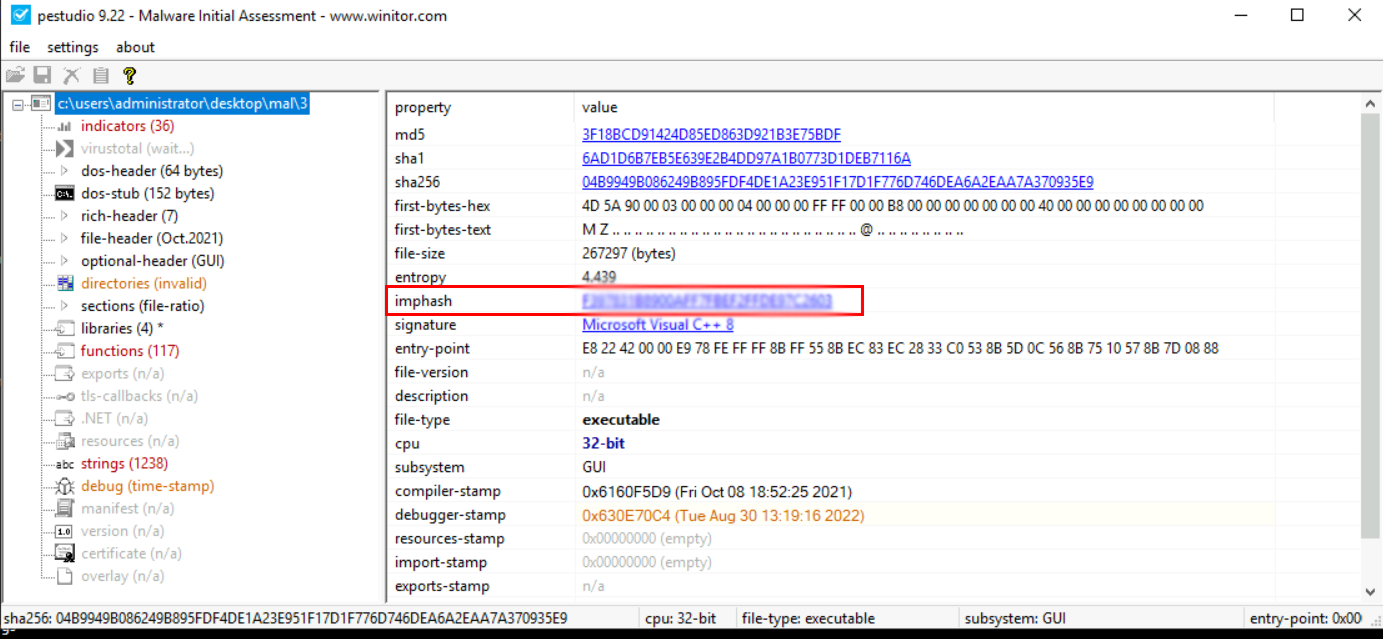 pestudio 9.22 - Malware Initial Assessment - www.winitor.com
file settings about
c:\users\administrator\desktop\mal\3
indicators (36)
virustotal (wait...)
dos-header (64 bytes)
dos-stub (152 bytes)
rich-header (7)
file-header (Oct.2021)
optional-header (GUI)
directories (invalid)
sections (file-ratio)
libraries (4) *
functions (117)
exports (n/a)
tls-callbacks (n/a)
.NET (n/a)
resources (n/a)
abc strings (1238)
debug (time-stamp)
manifest (n/a)
1.0 version (n/a)
certificate (n/a)
overlay (n/a)
property value
md5 3F18BCD91424D85ED863D921B3E75BDF
sha1 6AD1D6B7EB5E639E2B4DD97A1B0773D1DEB7116A
sha256 04B9949B086249B895FDF4DE1A23E951F17D1F776D746DEA6A2EAA7A370935E9
first-bytes-hex 4D 5A 90 00 03 00 00 00 04 00 00 00 FF FF 00 00 B8 00 00 00 00 00 00 00 40 00 00 00 00 00 00 00
first-bytes-text M Z .. .. .. .. .. .. .. .. .. .. .. .. .. .. .. .. .. .. .. .. .. .. @ .. .. .. .. .. .. ..
file-size 267297 (bytes)
entropy 4.439
imphash
signature Microsoft Visual C++ 8
entry-point E8 22 42 00 00 E9 78 FE FF FF 8B FF 55 8B EC 83 EC 28 33 C0 53 8B 5D 0C 56 8B 75 10 57 8B 7D 08 88
file-version n/a
description n/a
file-type executable
cpu 32-bit
subsystem GUI
compiler-stamp 0x6160F5D9 (Fri Oct 08 18:52:25 2021)
debugger-stamp 0x630E70C4 (Tue Aug 30 13:19:16 2022)
resources-stamp 0x00000000 (empty)
import-stamp 0x00000000 (empty)
exports-stamp n/a
sha256: 04B9949B086249B895FDF4DE1A23E951F17D1F776D746DEA6A2EAA7A370935E9 cpu: 32-bit file-type: executable subsystem: GUI entry-point: 0x00